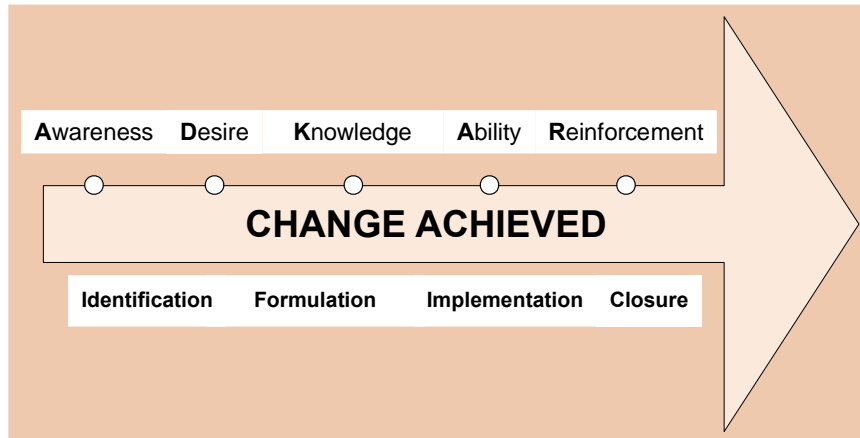 Awareness Desire Knowledge Ability Reinforcement
CHANGE ACHIEVED
Identification Formulation Implementation Closure